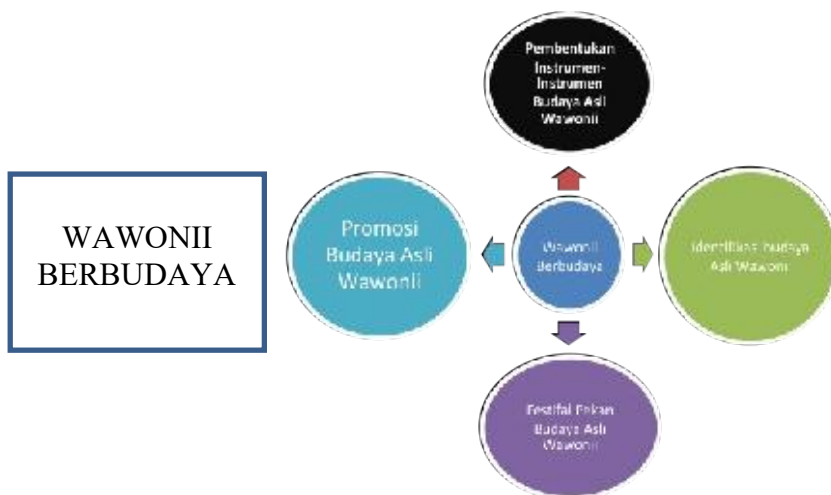 WAWONII
BERBUDAYA
Pembentukan
Instrumen-
Instrumen
Budaya Asli
Wawonii
Promosi
Budaya Asli
Wawonii
Wawonii
Berbudaya
Identifikasi budaya
Asli Wawonii
Festifal Pekan
Budaya Asli
Wawonii